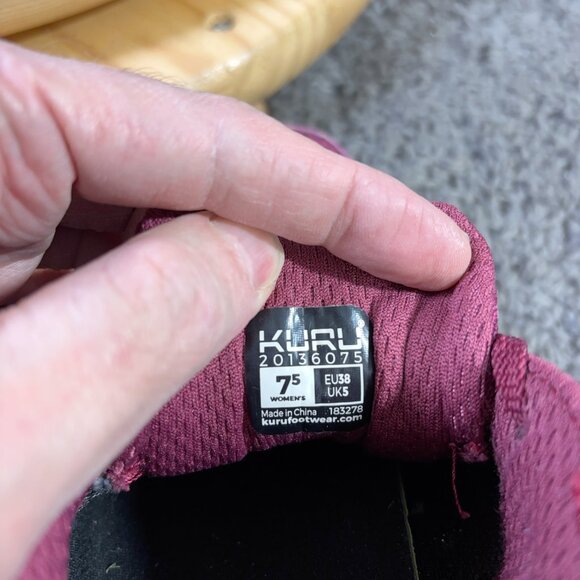 KURU
20136075
7⁵ EU38
WOMEN'S UK5
Made in China 183278
kurufootwear.com